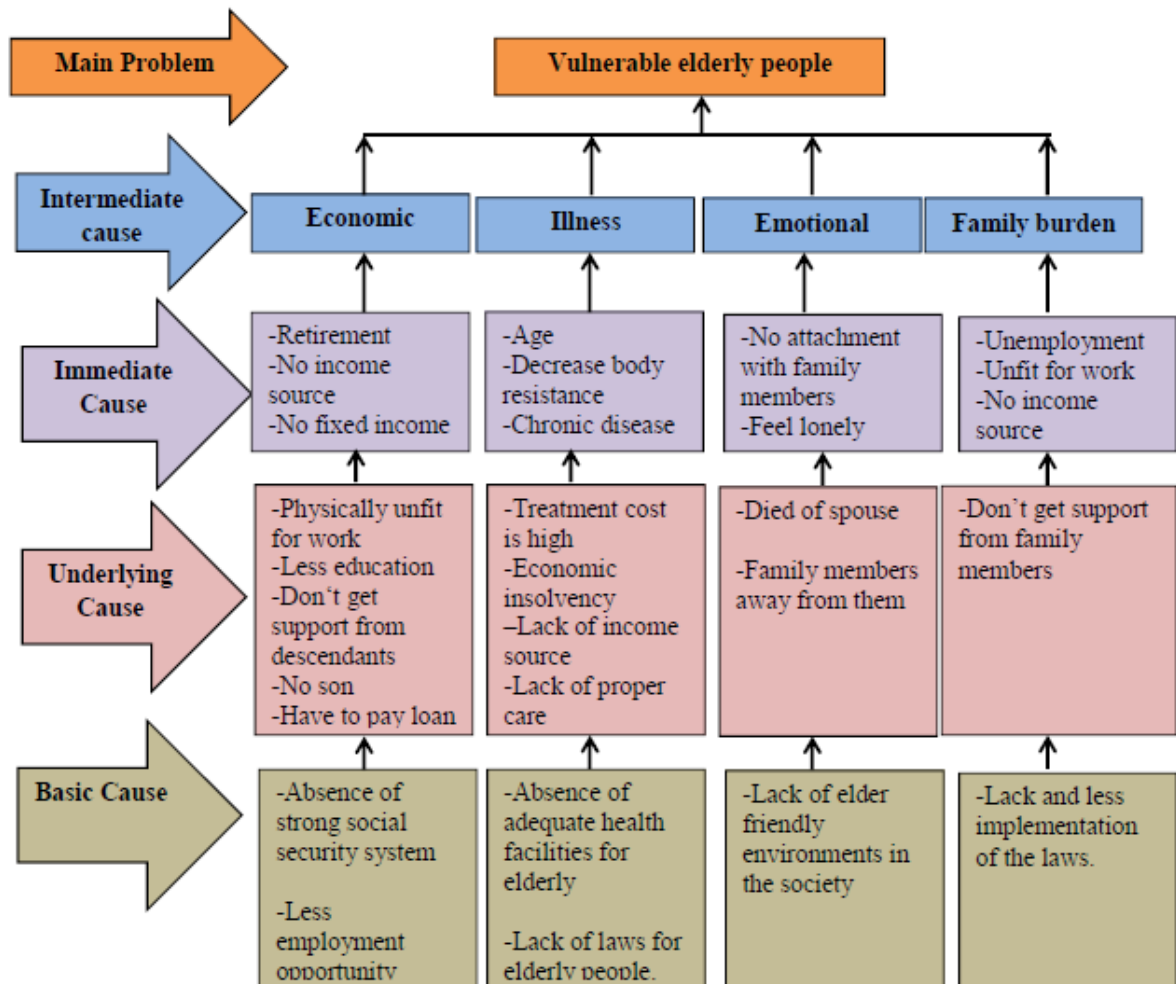 Main Problem
Vulnerable elderly people
Intermediate
cause
Economic
Illness
Emotional
Family burden
Immediate
Cause
-Retirement
-No income
source
-No fixed income
-Age
-Decrease body
resistance
-Chronic disease
-No attachment
with family
members
-Feel lonely
-Unemployment
-Unfit for work
-No income
source
Underlying
Cause
-Physically unfit
for work
-Less education
-Don‘t get
support from
descendants
-No son
-Have to pay loan
-Treatment cost
is high
-Economic
insolvency
–Lack of income
source
-Lack of proper
care
-Died of spouse
-Family members
away from them
-Don’t get support
from family
members
Basic Cause
-Absence of
strong social
security system
-Less
employment
opportunity
-Absence of
adequate health
facilities for
elderly
-Lack of laws for
elderly people.
-Lack of elder
friendly
environments in
the society
-Lack and less
implementation
of the laws.